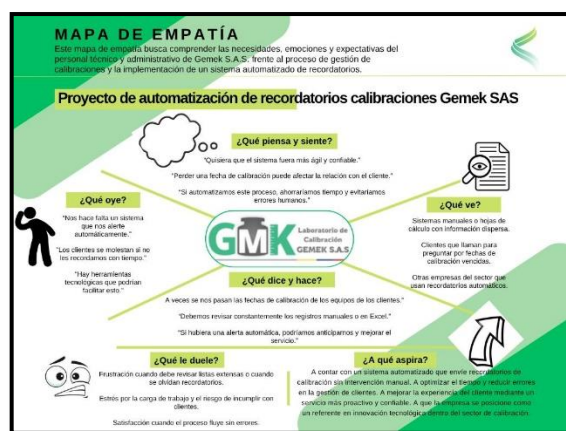 MAPA DE EMPATÍA
Este mapa de empatía busca comprender las necesidades, emociones y expectativas del
personal técnico y administrativo de Gemek S.A.S. frente al proceso de gestión de
calibraciones y la implementación de un sistema automatizado de recordatorios.
Proyecto de automatización de recordatorios calibraciones Gemek SAS
¿Qué piensa y siente?
"Quisiera que el sistema fuera más ágil y confiable."
"Perder una fecha de calibración puede afectar la relación con el cliente."
"Si automatizamos este proceso, ahorraríamos tiempo y evitaríamos
errores humanos."
¿Qué oye?
"Nos hace falta un sistema
que nos alerte
automáticamente."
"Los clientes se molestan si no
les recordamos con tiempo."
"Hay herramientas
tecnológicas que podrían
facilitar esto."
GMK
Laboratorio de
Calibración
GEMEK S.A.S
¿Qué ve?
Sistemas manuales o hojas de
cálculo con información dispersa.
Clientes que llaman para
preguntar por fechas de
calibración vencidas.
Otras empresas del sector que
usan recordatorios automáticos.
¿Qué dice y hace?
A veces se nos pasan las fechas de calibración de los equipos de los clientes."
"Debemos revisar constantemente los registros manuales o en Excel."
"Si hubiera una alerta automática, podríamos anticiparnos y mejorar el
servicio."
¿Qué le duele?
Frustración cuando debe revisar listas extensas o cuando
se olvidan recordatorios.
Estrés por la carga de trabajo y el riesgo de incumplir con
clientes.
Satisfacción cuando el proceso fluye sin errores.
¿A qué aspira?
A contar con un sistema automatizado que envíe recordatorios de
calibración sin intervención manual. A optimizar el tiempo y reducir errores
en la gestión de clientes. A mejorar la experiencia del cliente mediante un
servicio más proactivo y confiable. A que la empresa se posicione como
un referente en innovación tecnológica dentro del sector de calibración.